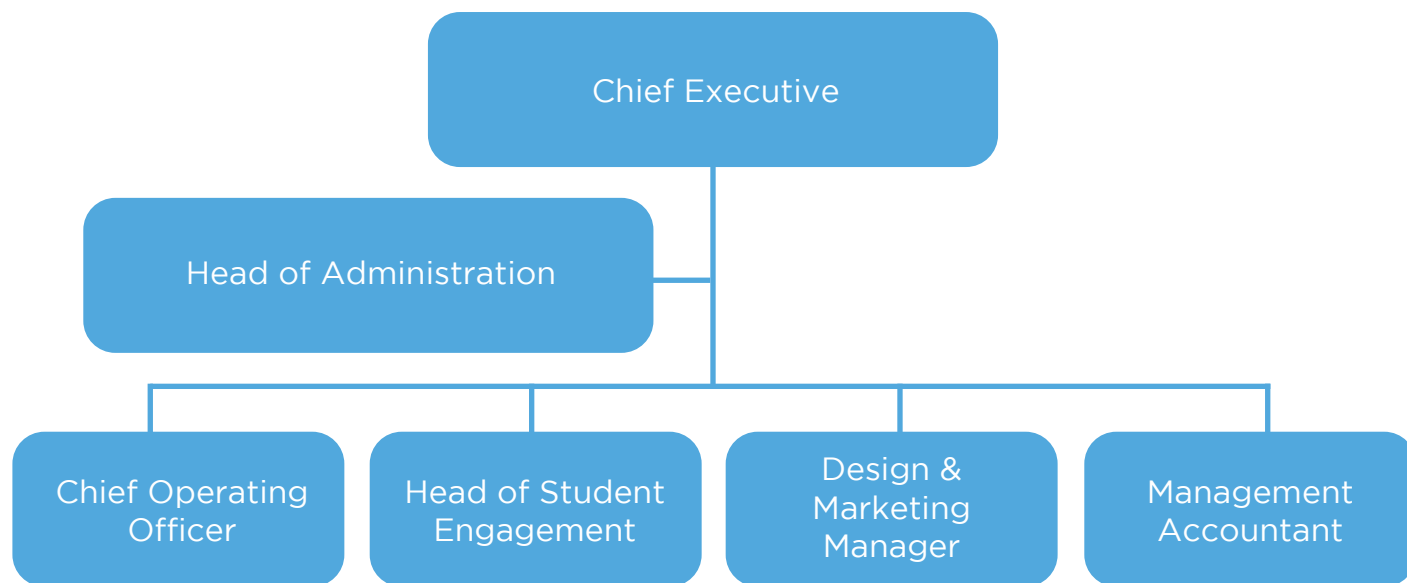 Chief Executive
Head of Administration
Chief Operating
Officer
Head of Student
Engagement
Design &
Marketing
Manager
Management
Accountant